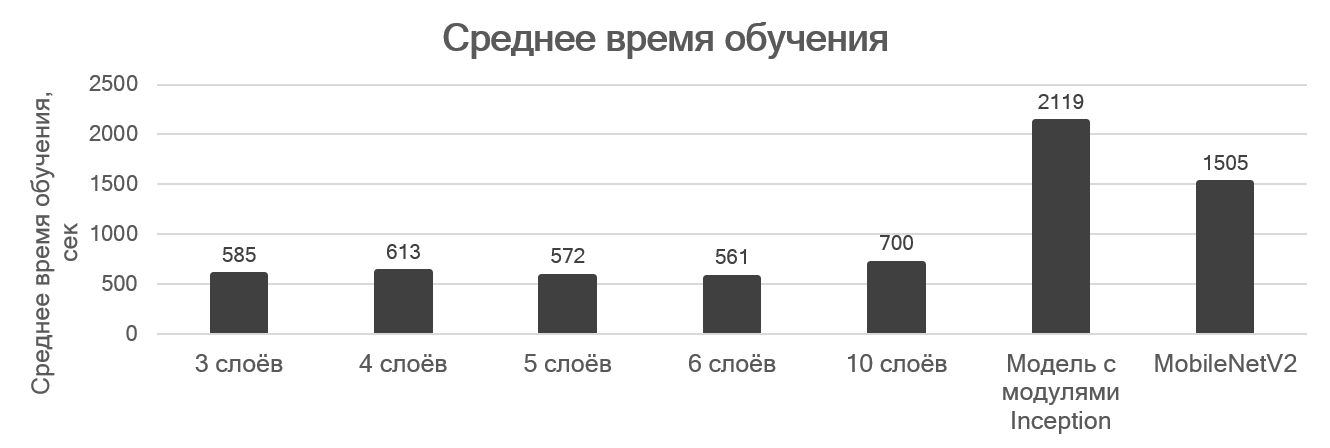 Среднее время обучения
Среднее время обучения,
сек
2500
2000
1500
1000
500
0
585
613
572
561
700
2119
1505
3 слоёв
4 слоёв
5 слоёв
6 слоёв
10 слоёв
Модель с
модулями
Inception
MobileNetV2